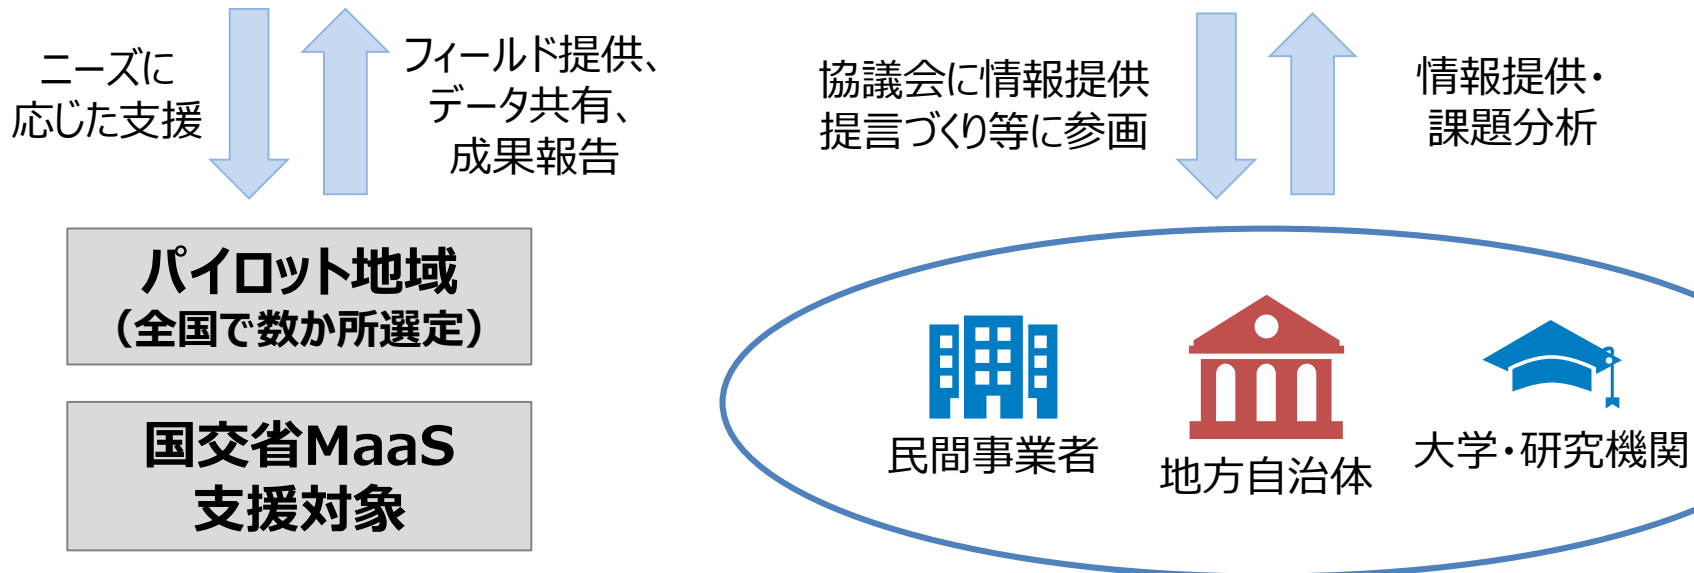 ニーズに
応じた支援
フィールド提供、
データ共有、
成果報告
協議会に情報提供
提言づくり等に参画
情報提供・
課題分析
パイロット地域
（全国で数か所選定）
国交省MaaS
支援対象
民間事業者
地方自治体
大学・研究機関